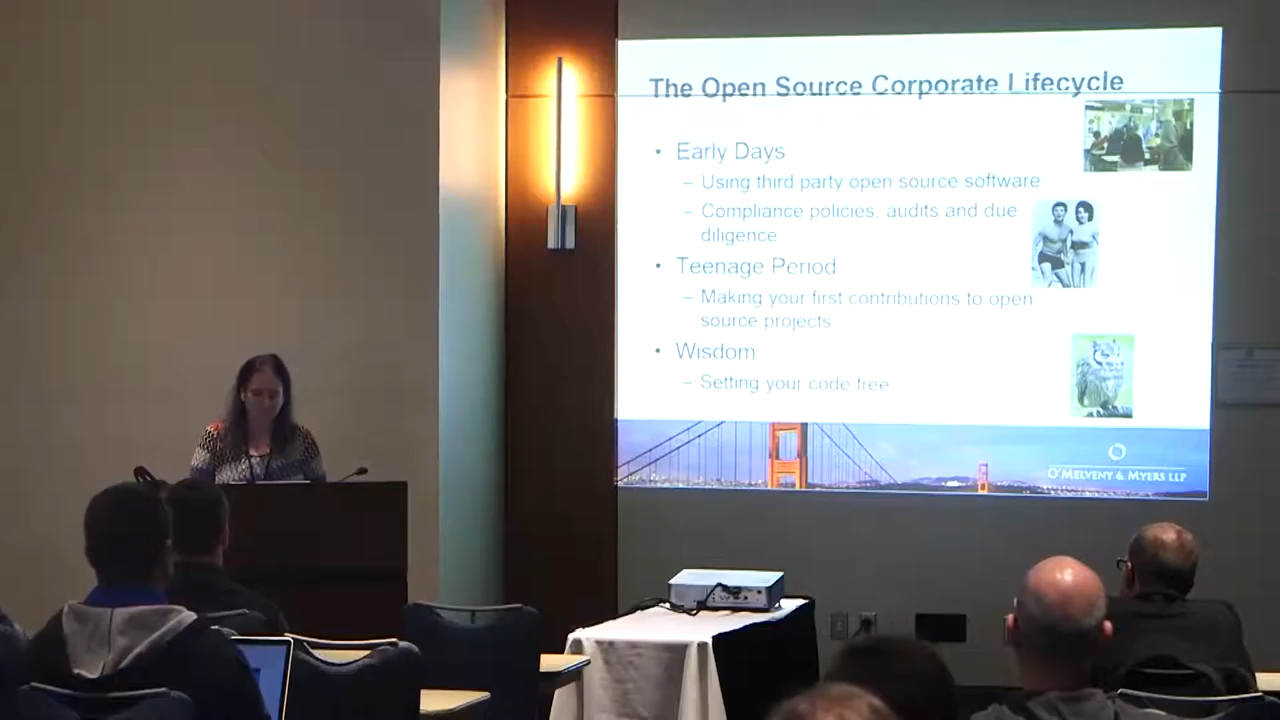 The Open Source Corporate Lifecycle
• Early Days
– Using third party open source software
– Compliance policies, audits and due
diligence
• Teenage Period
– Making your first contributions to open
source projects
• Wisdom
– Setting your code free
O'MELVENY & MYERS LLP